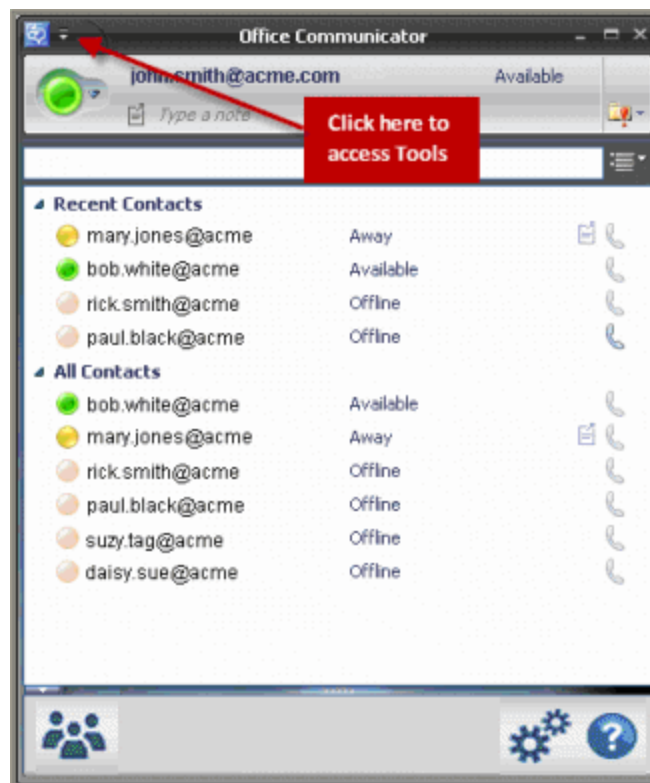 Office Communicator
john.smith@acme.com Available
Type a note
Click here to
access Tools
Recent Contacts
mary.jones@acme Away
bob.white@acme Available
rick.smith@acme Offline
paul.black@acme Offline
All Contacts
bob.white@acme Available
mary.jones@acme Away
rick.smith@acme Offline
paul.black@acme Offline
suzy.tag@acme Offline
daisy.sue@acme Offline